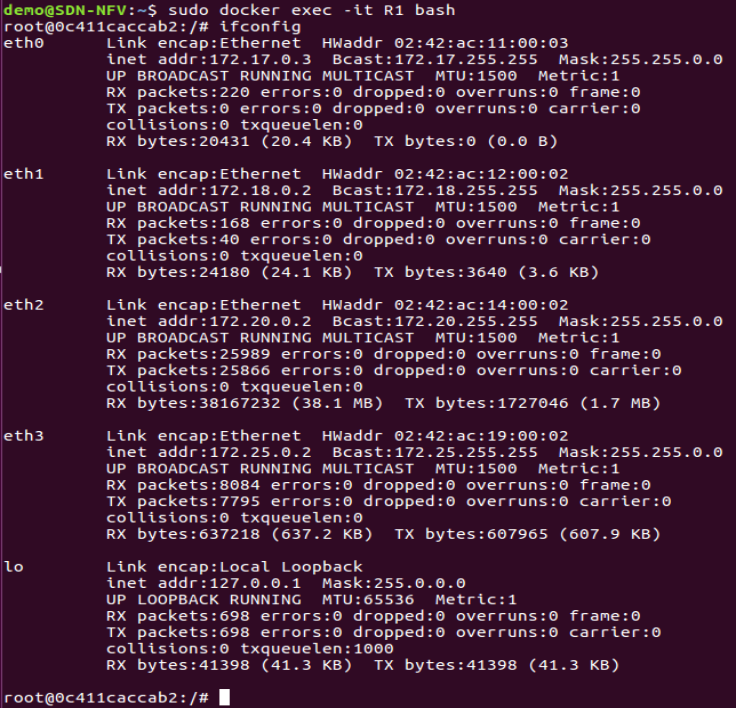 demo@SDN-NFV:~$ sudo docker exec -it R1 bash
root@0c411caccab2:/# ifconfig
eth0      Link encap:Ethernet  HWaddr 02:42:ac:11:00:03
          inet addr:172.17.0.3  Bcast:172.17.255.255  Mask:255.255.0.0
          UP BROADCAST RUNNING MULTICAST  MTU:1500  Metric:1
          RX packets:220 errors:0 dropped:0 overruns:0 frame:0
          TX packets:0 errors:0 dropped:0 overruns:0 carrier:0
          collisions:0 txqueuelen:0
          RX bytes:20431 (20.4 KB)  TX bytes:0 (0.0 B)

eth1      Link encap:Ethernet  HWaddr 02:42:ac:12:00:02
          inet addr:172.18.0.2  Bcast:172.18.255.255  Mask:255.255.0.0
          UP BROADCAST RUNNING MULTICAST  MTU:1500  Metric:1
          RX packets:168 errors:0 dropped:0 overruns:0 frame:0
          TX packets:40 errors:0 dropped:0 overruns:0 carrier:0
          collisions:0 txqueuelen:0
          RX bytes:24180 (24.1 KB)  TX bytes:3640 (3.6 KB)

eth2      Link encap:Ethernet  HWaddr 02:42:ac:14:00:02
          inet addr:172.20.0.2  Bcast:172.20.255.255  Mask:255.255.0.0
          UP BROADCAST RUNNING MULTICAST  MTU:1500  Metric:1
          RX packets:25989 errors:0 dropped:0 overruns:0 frame:0
          TX packets:25866 errors:0 dropped:0 overruns:0 carrier:0
          collisions:0 txqueuelen:0
          RX bytes:38167232 (38.1 MB)  TX bytes:1727046 (1.7 MB)

eth3      Link encap:Ethernet  HWaddr 02:42:ac:19:00:02
          inet addr:172.25.0.2  Bcast:172.25.255.255  Mask:255.255.0.0
          UP BROADCAST RUNNING MULTICAST  MTU:1500  Metric:1
          RX packets:8084 errors:0 dropped:0 overruns:0 frame:0
          TX packets:7795 errors:0 dropped:0 overruns:0 carrier:0
          collisions:0 txqueuelen:0
          RX bytes:637218 (637.2 KB)  TX bytes:607965 (607.9 KB)

lo        Link encap:Local Loopback
          inet addr:127.0.0.1  Mask:255.0.0.0
          UP LOOPBACK RUNNING  MTU:65536  Metric:1
          RX packets:698 errors:0 dropped:0 overruns:0 frame:0
          TX packets:698 errors:0 dropped:0 overruns:0 carrier:0
          collisions:0 txqueuelen:1000
          RX bytes:41398 (41.3 KB)  TX bytes:41398 (41.3 KB)

root@0c411caccab2:/#